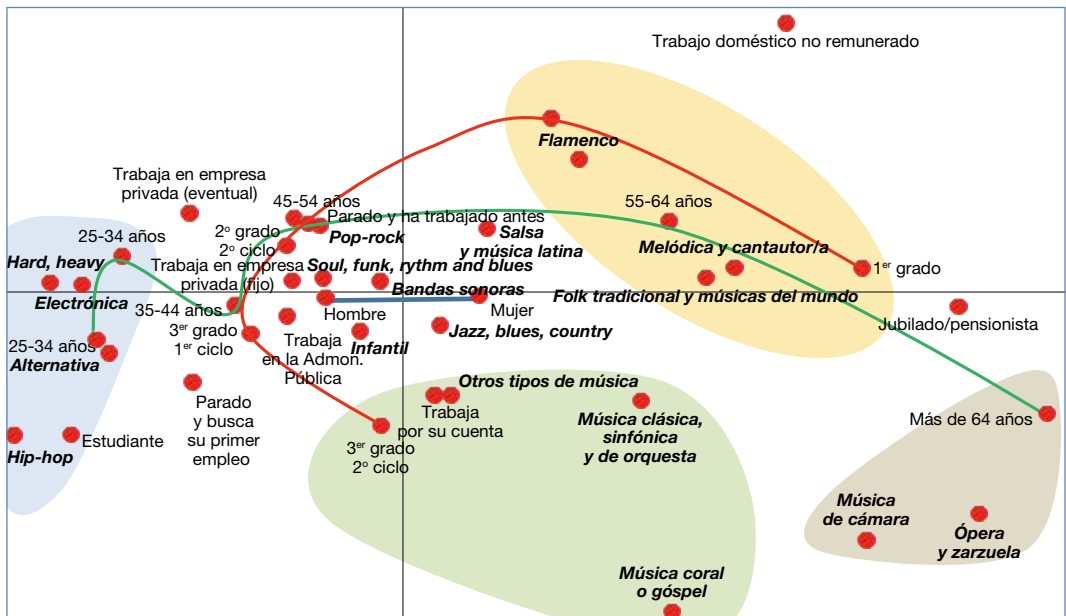 Trabajo doméstico no remunerado
Flamenco
Trabaja en empresa
privada (eventual)
45-54 años
Parado y ha trabajado antes
55-64 años
25-34 años
2º grado
2º ciclo
Pop-rock
Salsa
y música latina
Melódica y cantautor/a
Hard, heavy
Trabaja en empresa
privada (fijo)
Soul, funk, rythm and blues
1er grado
Electrónica
Bandas sonoras
Folk tradicional y músicas del mundo
35-44 años
Hombre
Mujer
Jubilado/pensionista
3er grado
1er ciclo
25-34 años
Alternativa
Trabaja
en la Admon.
Pública
Infantil
Jazz, blues, country
Parado
y busca
su primer
empleo
Otros tipos de música
Trabaja
por su cuenta
Música clásica,
sinfónica
y de orquesta
Más de 64 años
Estudiante
Hip-hop
3er grado
2º ciclo
Música
de cámara
Ópera
y zarzuela
Música coral
o góspel